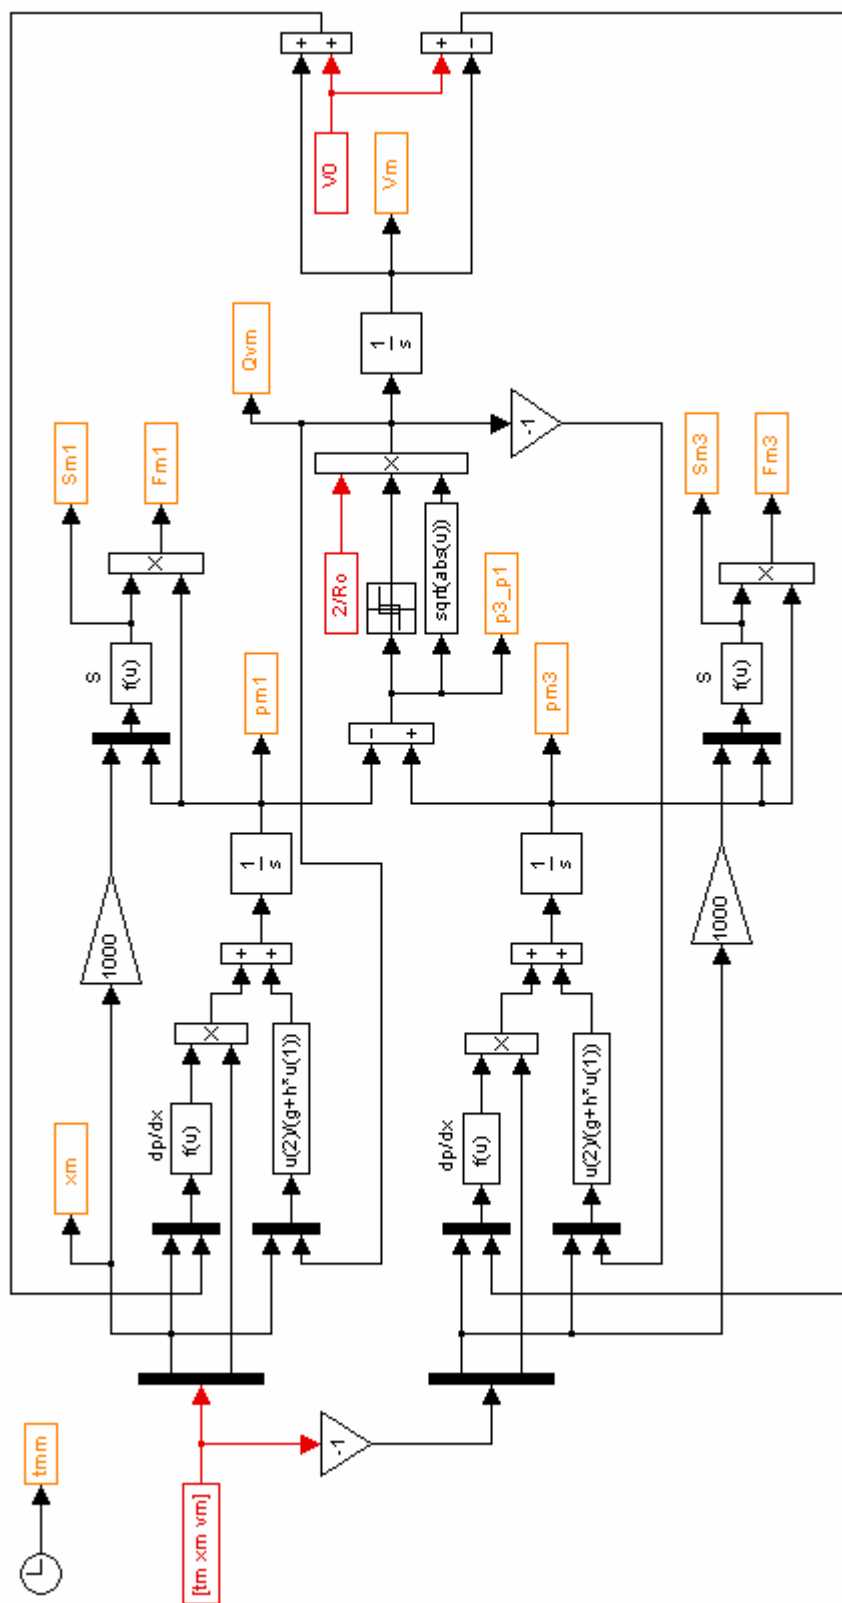 tmm
xm
Sm1
S
1000
f(u)
×
Fm1
dp/dx
[tm xm vm]
f(u)
×
+
+
1
s
pm1
Qvm
u(2)/(g+h*u(1))
+
+
V0
-1
2/Ro
−
+
×
1
s
Vm
sqrt(abs(u))
+
−
dp/dx
f(u)
×
p3_p1
+
+
1
s
pm3
-1
u(2)/(g+h*u(1))
Sm3
S
1000
f(u)
×
Fm3